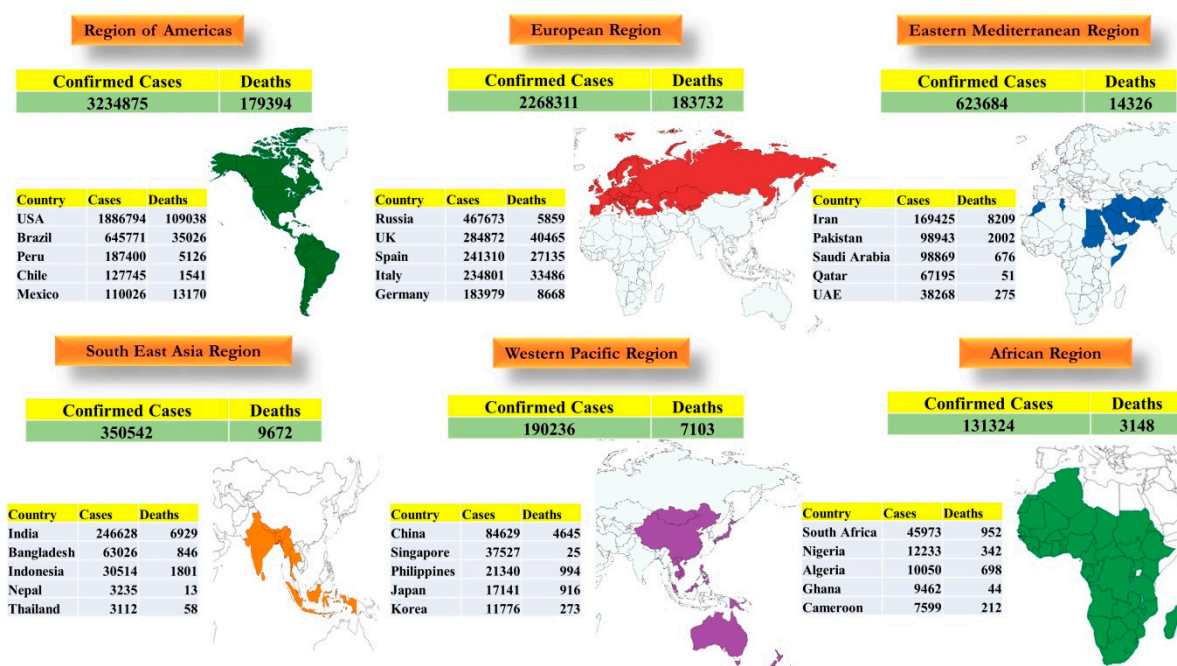 Region of Americas
Confirmed Cases Deaths
3234875 179394
Country Cases Deaths
USA 1886794 109038
Brazil 645771 35026
Peru 187400 5126
Chile 127745 1541
Mexico 110026 13170
European Region
Confirmed Cases Deaths
2268311 183732
Country Cases Deaths
Russia 467673 5859
UK 284872 40465
Spain 241310 27135
Italy 234801 33486
Germany 183979 8668
Eastern Mediterranean Region
Confirmed Cases Deaths
623684 14326
Country Cases Deaths
Iran 169425 8209
Pakistan 98943 2002
Saudi Arabia 98869 676
Qatar 67195 51
UAE 38268 275
South East Asia Region
Confirmed Cases Deaths
350542 9672
Country Cases Deaths
India 246628 6929
Bangladesh 63026 846
Indonesia 30514 1801
Nepal 3235 13
Thailand 3112 58
Western Pacific Region
Confirmed Cases Deaths
190236 7103
Country Cases Deaths
China 84629 4645
Singapore 37527 25
Philippines 21340 994
Japan 17141 916
Korea 11776 273
African Region
Confirmed Cases Deaths
131324 3148
Country Cases Deaths
South Africa 45973 952
Nigeria 12233 342
Algeria 10050 698
Ghana 9462 44
Cameroon 7599 212